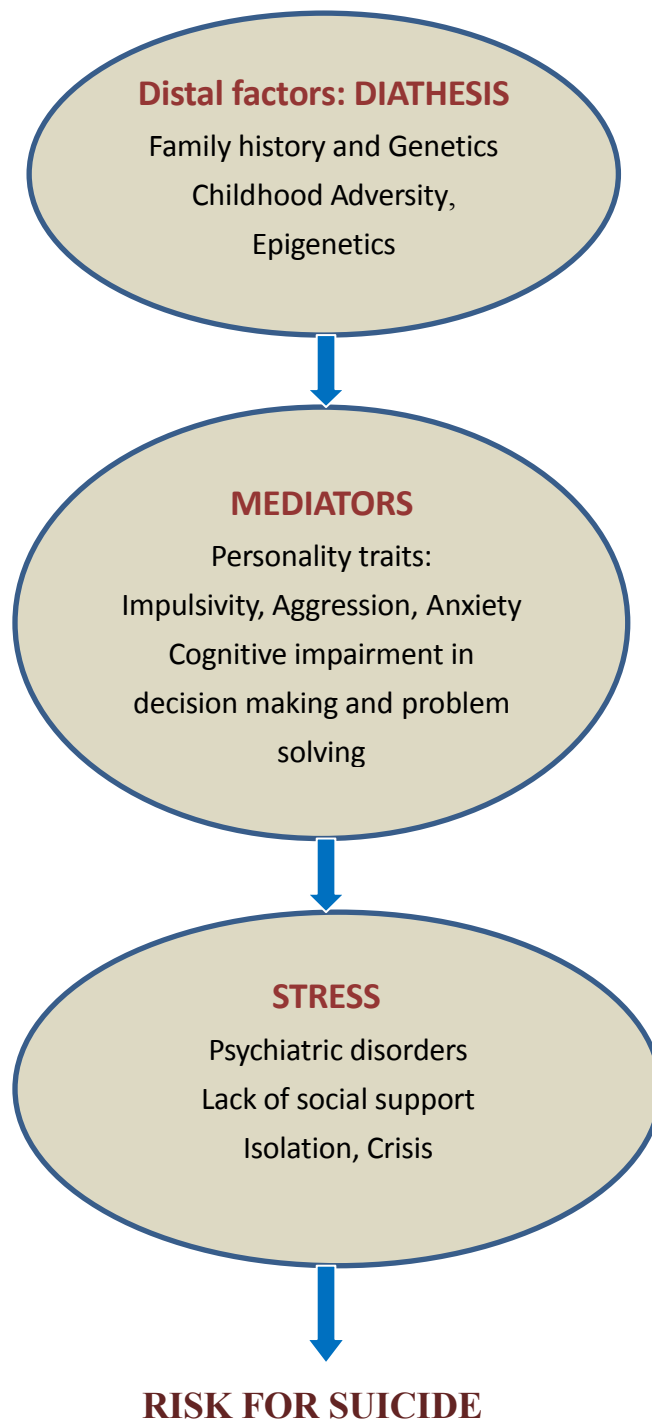 Distal factors: DIATHESIS
Family history and Genetics
Childhood Adversity,
Epigenetics
MEDIATORS
Personality traits:
Impulsivity, Aggression, Anxiety
Cognitive impairment in
decision making and problem
solving
STRESS
Psychiatric disorders
Lack of social support
Isolation, Crisis
RISK FOR SUICIDE